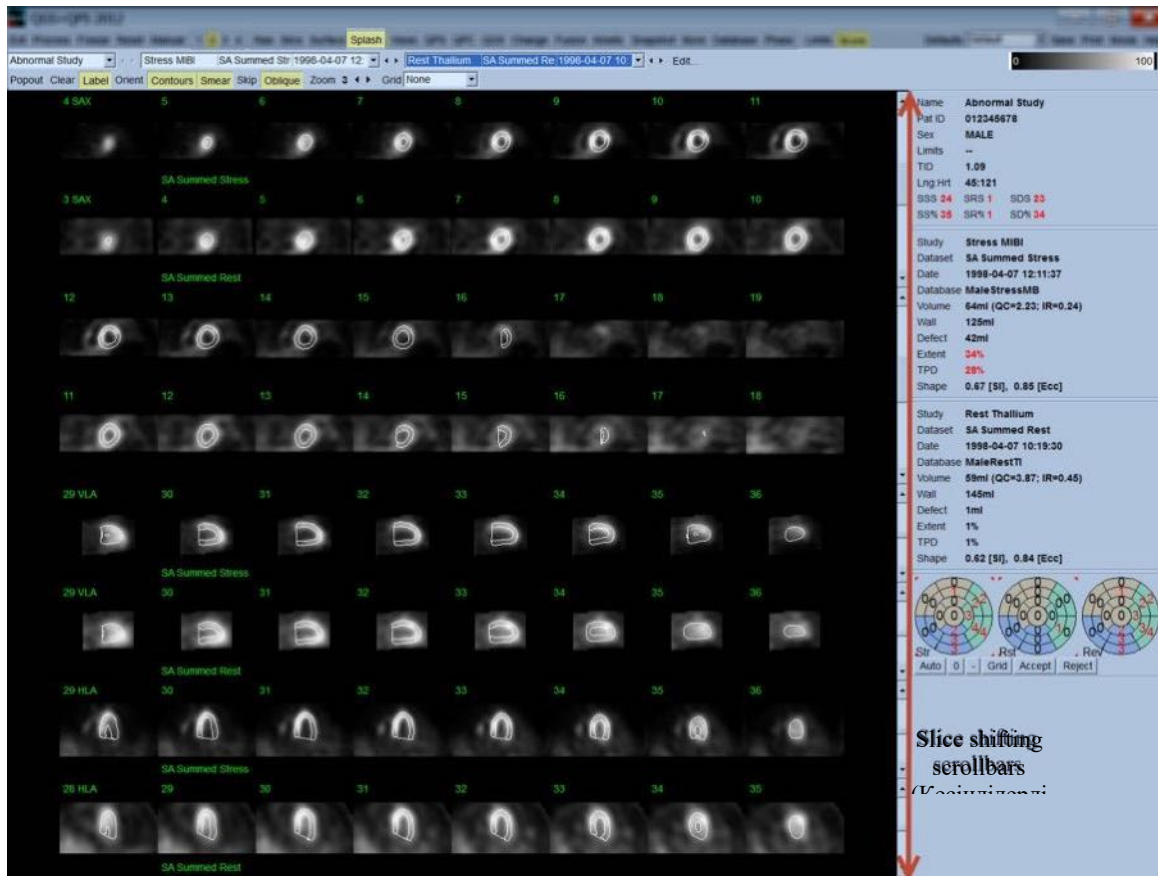 QGS+QPS 2012
Splash
Abnormal Study Stress MIBI SA Summed Str 1998-04-07 12: Rest Thallium SA Summed Re 1998-04-07 10: Edit...
0 100
Popout Clear Label Orient Contours Smear Skip Oblique Zoom 3 Grid None
4 SAX 5 6 7 8 9 10 11
SA Summed Stress
3 SAX 4 5 6 7 8 9 10
SA Summed Rest
12 13 14 15 16 17 18 19
11 12 13 14 15 16 17 18
29 VLA 30 31 32 33 34 35 36
SA Summed Stress
29 VLA 30 31 32 33 34 35 36
SA Summed Rest
29 HLA 30 31 32 33 34 35 36
SA Summed Stress
28 HLA 29 30 31 32 33 34 35
SA Summed Rest
Name Abnormal Study
Pat ID 012345678
Sex MALE
Limits --
TID 1.09
Lng:Hrt 45:121
SSS 24 SRS 1 SDS 23
SS% 35 SR% 1 SD% 34
Study Stress MIBI
Dataset SA Summed Stress
Date 1998-04-07 12:11:37
Database MaleStressMB
Volume 64ml (QC=2.23; IR=0.24)
Wall 125ml
Defect 42ml
Extent 34%
TPD 28%
Shape 0.67 [SI], 0.85 [Ecc]
Study Rest Thallium
Dataset SA Summed Rest
Date 1998-04-07 10:19:30
Database MaleRestTl
Volume 59ml (QC=3.87; IR=0.45)
Wall 145ml
Defect 1ml
Extent 1%
TPD 1%
Shape 0.62 [SI], 0.84 [Ecc]
Str Rst Rev
Auto 0 - Grid Accept Reject
Slice shifting
scrollbars